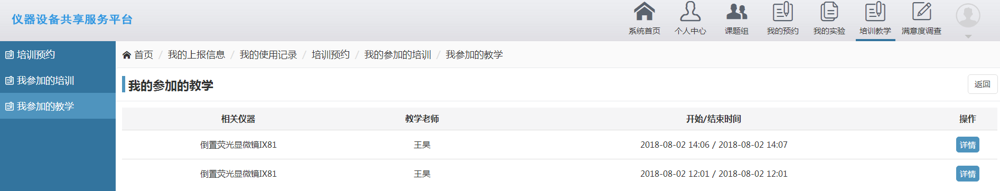 仪器设备共享服务平台
系统首页 个人中心 课题组 我的预约 我的实验 培训教学 满意度调查
培训预约
我参加的培训
我参加的教学
首页 / 我的上报信息 / 我的使用记录 / 培训预约 / 我的参加的培训 / 我参加的教学
我的参加的教学
返回
相关仪器 教学老师 开始/结束时间 操作
倒置荧光显微镜IX81 王昊 2018-08-02 14:06 / 2018-08-02 14:07 详情
倒置荧光显微镜IX81 王昊 2018-08-02 12:01 / 2018-08-02 12:01 详情